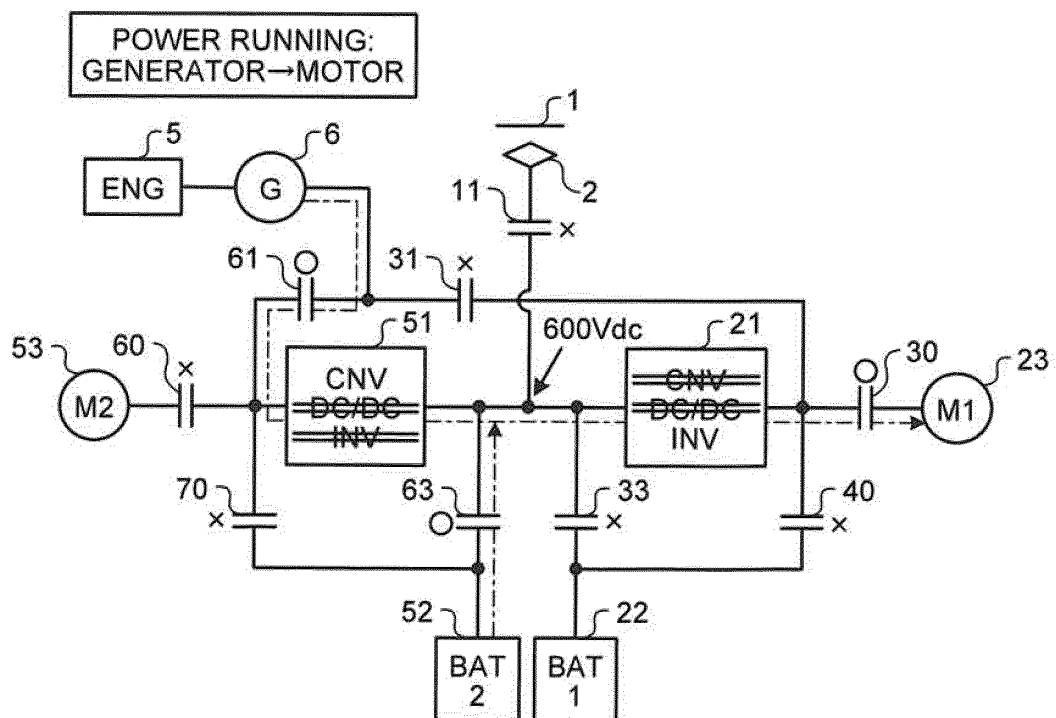 POWER RUNNING:
GENERATOR→MOTOR
1
5
6
ENG
G
2
11
×
61
31
×
51
600Vdc
21
53
60
×
30
23
CNV
CNV
M2
DC/DC
DC/DC
M1
INV
INV
70
63
33
40
×
×
×
52
22
BAT
2
BAT
1